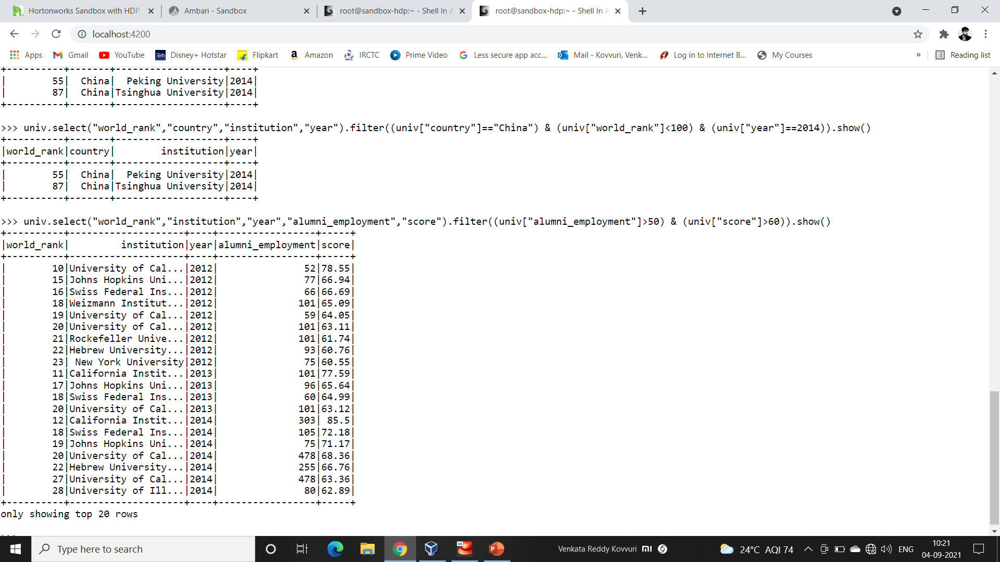 Hortonworks Sandbox with HDP
Ambari - Sandbox
root@sandbox-hdp:~ - Shell In A
root@sandbox-hdp:~ - Shell In A
localhost:4200
Apps
Gmail
YouTube
Disney+ Hotstar
Flipkart
Amazon
IRCTC
Prime Video
Less secure app acc...
Mail - Kovvuri, Venk...
Log in to Internet B...
My Courses
»
Reading list
+----------+-------+-------------------+----+
|        55|  China|  Peking University|2014|
|        87|  China|Tsinghua University|2014|
+----------+-------+-------------------+----+
>>> univ.select("world_rank","country","institution","year").filter((univ["country"]=="China") & (univ["world_rank"]<100) & (univ["year"]==2014)).show()
+----------+-------+-------------------+----+
|world_rank|country|        institution|year|
+----------+-------+-------------------+----+
|        55|  China|  Peking University|2014|
|        87|  China|Tsinghua University|2014|
+----------+-------+-------------------+----+
>>> univ.select("world_rank","institution","year","alumni_employment","score").filter((univ["alumni_employment"]>50) & (univ["score"]>60)).show()
+----------+--------------------+----+-----------------+-----+
|world_rank|         institution|year|alumni_employment|score|
+----------+--------------------+----+-----------------+-----+
|        10|University of Cal...|2012|               52|78.55|
|        15|Johns Hopkins Uni...|2012|               77|66.94|
|        16|Swiss Federal Ins...|2012|               66|66.69|
|        18|Weizmann Institut...|2012|              101|65.09|
|        19|University of Cal...|2012|               59|64.05|
|        20|University of Cal...|2012|              101|63.11|
|        21|Rockefeller Unive...|2012|              101|61.74|
|        22|Hebrew University...|2012|               93|60.76|
|        23| New York University|2012|               75|60.55|
|        11|California Instit...|2013|              101|77.59|
|        17|Johns Hopkins Uni...|2013|               96|65.64|
|        18|Swiss Federal Ins...|2013|               60|64.99|
|        20|University of Cal...|2013|              101|63.12|
|        12|California Instit...|2014|              303| 85.5|
|        18|Swiss Federal Ins...|2014|              105|72.18|
|        19|Johns Hopkins Uni...|2014|               75|71.17|
|        20|University of Cal...|2014|              478|68.36|
|        22|Hebrew University...|2014|              255|66.76|
|        27|University of Cal...|2014|              478|63.36|
|        28|University of Ill...|2014|               80|62.89|
+----------+--------------------+----+-----------------+-----+
only showing top 20 rows
>>>
Type here to search
Venkata Reddy Kovvuri
24°C AQI 74
ENG
10:21
04-09-2021